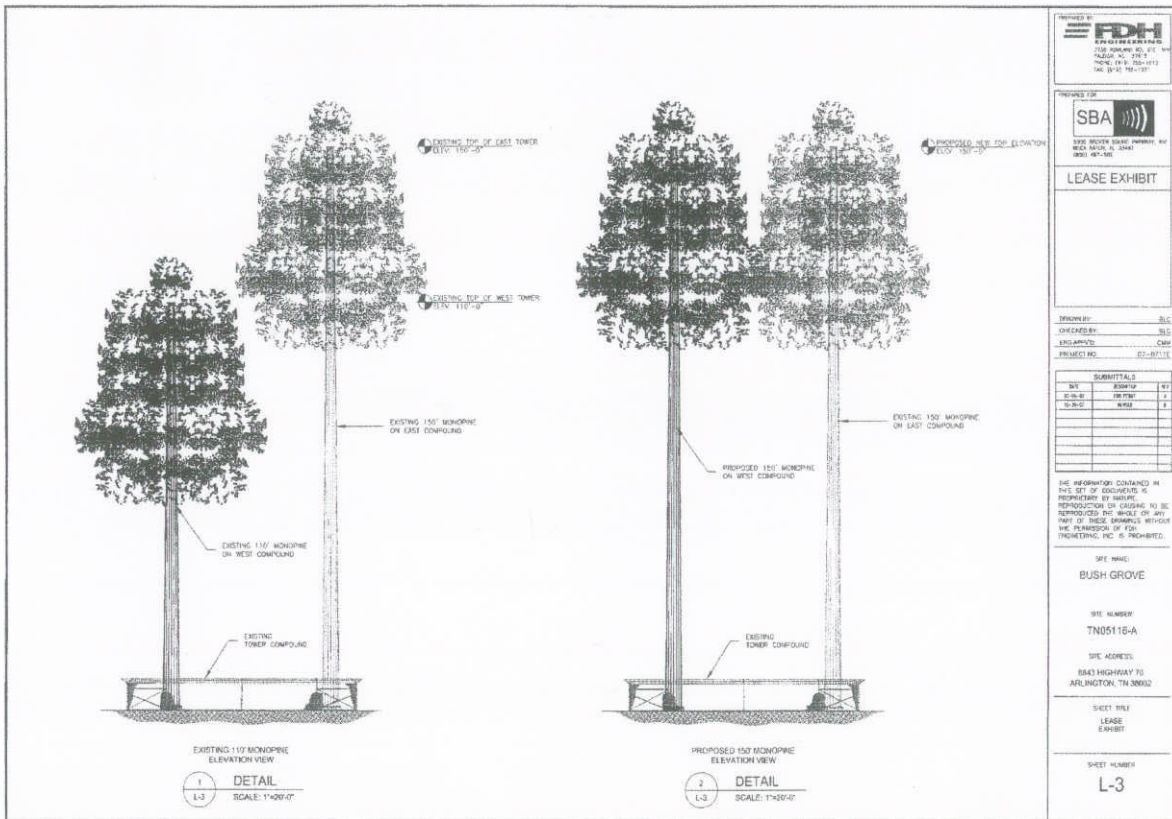 EXISTING TOP OF EAST TOWER
ELEV. 150'-0"
EXISTING TOP OF WEST TOWER
ELEV. 110'-0"
EXISTING 150' MONOPINE
ON EAST COMPOUND
EXISTING 110' MONOPINE
ON WEST COMPOUND
EXISTING
TOWER COMPOUND
EXISTING 110' MONOPINE
ELEVATION VIEW
1
L-3
DETAIL
SCALE: 1"=20'-0"
PROPOSED NEW TOP ELEVATION
ELEV. 150'-0"
EXISTING 150' MONOPINE
ON EAST COMPOUND
PROPOSED 150' MONOPINE
ON WEST COMPOUND
EXISTING
TOWER COMPOUND
PROPOSED 150' MONOPINE
ELEVATION VIEW
2
L-3
DETAIL
SCALE: 1"=20'-0"
PREPARED BY:
FDH
ENGINEERING
PREPARED FOR:
SBA
LEASE EXHIBIT
DRAWN BY:
CHECKED BY:
ENG APPV'D:
PROJECT NO:
SUBMITTALS
DATE DESCRIPTION REV
THE INFORMATION CONTAINED IN
THIS SET OF DOCUMENTS IS
PROPRIETARY BY NATURE.
REPRODUCTION OR CAUSING TO BE
REPRODUCED THE WHOLE OR ANY
PART OF THESE DRAWINGS WITHOUT
THE PERMISSION OF FDH
ENGINEERING, INC. IS PROHIBITED.
SITE NAME:
BUSH GROVE
SITE NUMBER
TN05116-A
SITE ADDRESS:
HIGHWAY 70
ARLINGTON, TN 38002
SHEET TITLE
LEASE
EXHIBIT
SHEET NUMBER
L-3